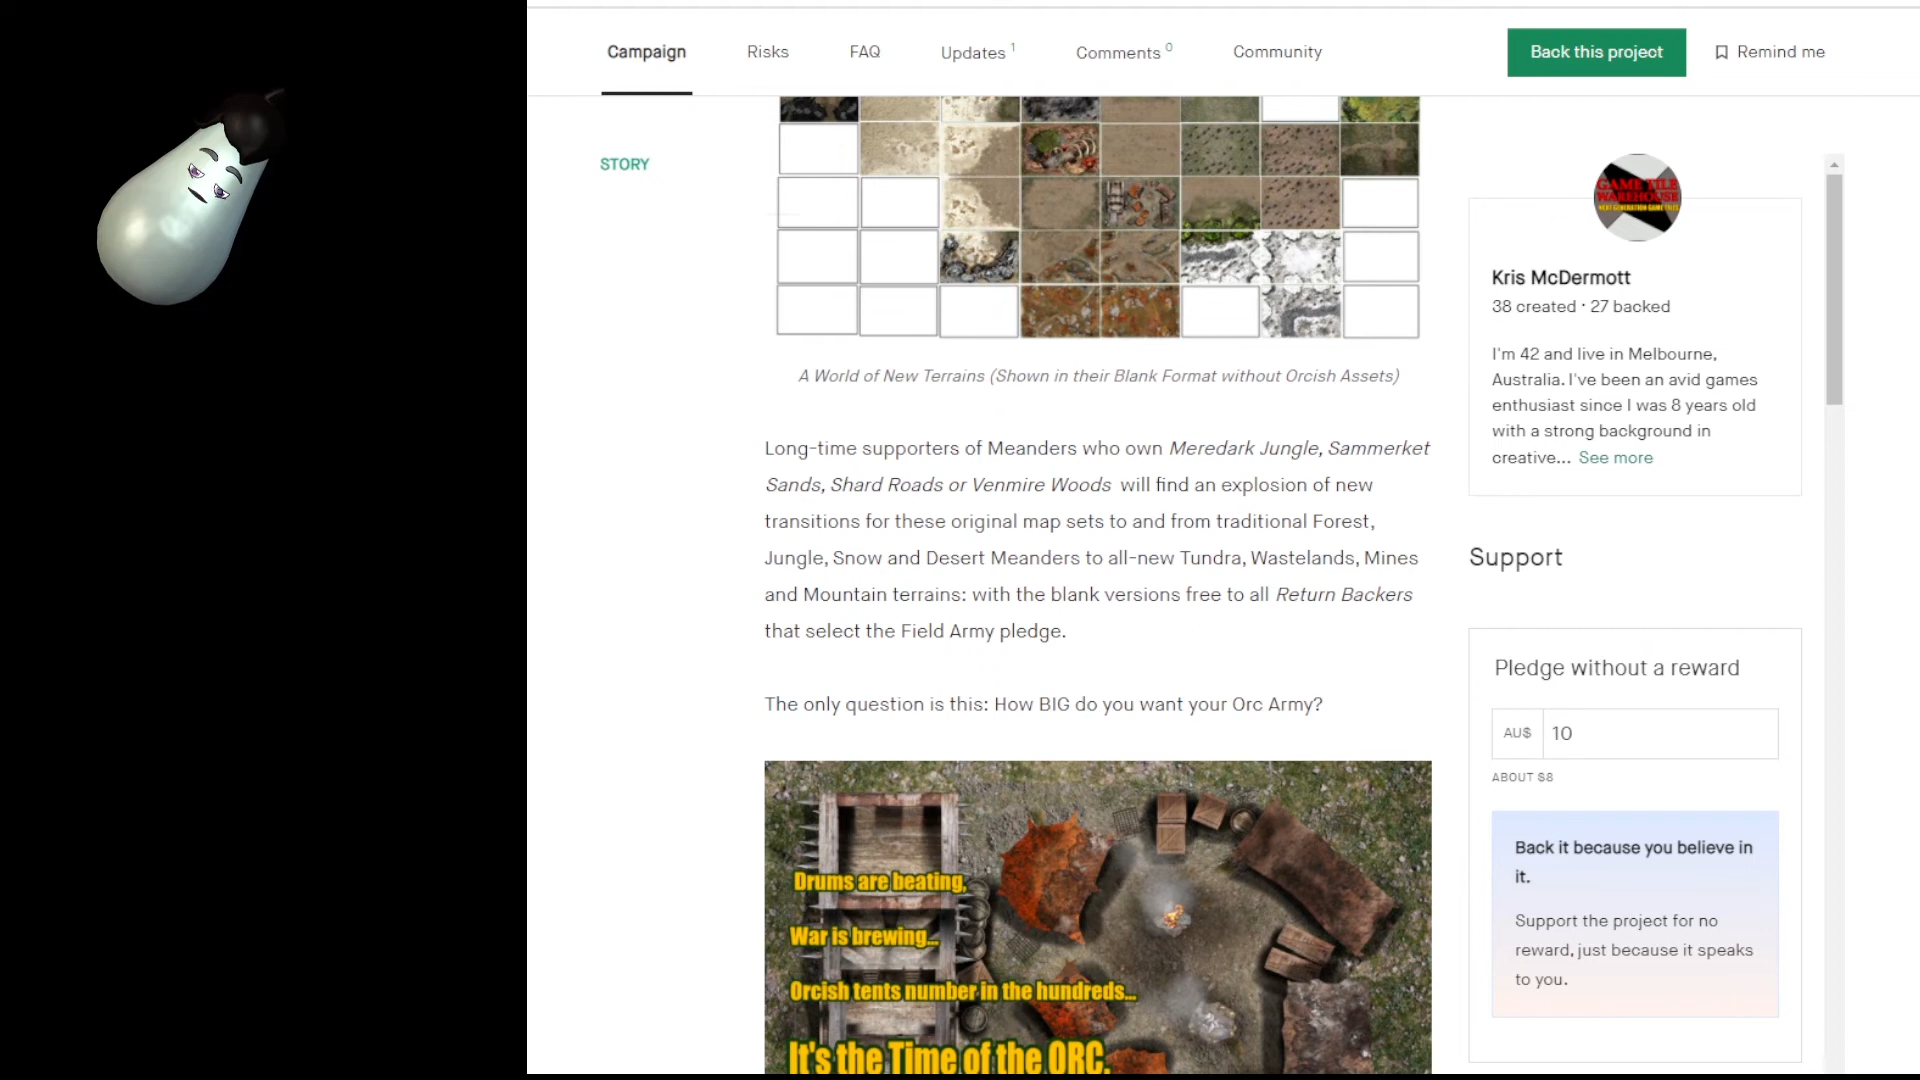 Campaign
Risks
FAQ
Updates 1
Comments 0
Community
Back this project
Remind me
STORY
A World of New Terrains (Shown in their Blank Format without Orcish Assets)
Long-time supporters of Meanders who own Meredark Jungle, Sammerket
Sands, Shard Roads or Venmire Woods will find an explosion of new
transitions for these original map sets to and from traditional Forest,
Jungle, Snow and Desert Meanders to all-new Tundra, Wastelands, Mines
and Mountain terrains: with the blank versions free to all Return Backers
that select the Field Army pledge.
The only question is this: How BIG do you want your Orc Army?
Drums are beating,
War is brewing...
Orcish tents number in the hundreds...
It's the Time of the ORC.
GAME TILE
WAREHOUSE
NEXT GENERATION GAME TILES
Kris McDermott
38 created · 27 backed
I'm 42 and live in Melbourne,
Australia. I've been an avid games
enthusiast since I was 8 years old
with a strong background in
creative... See more
Support
Pledge without a reward
AU$ 10
ABOUT $8
Back it because you believe in
it.
Support the project for no
reward, just because it speaks
to you.